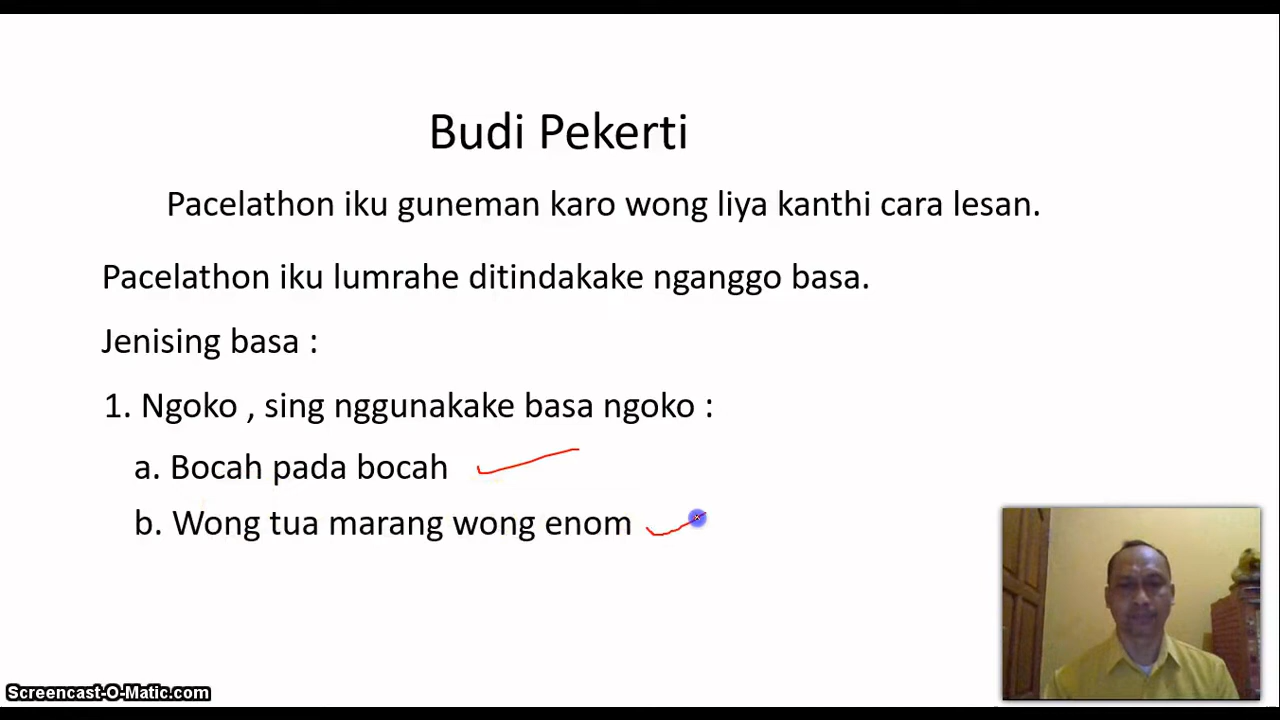 Budi Pekerti
Pacelathon iku guneman karo wong liya kanthi cara lesan.
Pacelathon iku lumrahe ditindakake nganggo basa.
Jenising basa :
1. Ngoko , sing nggunakake basa ngoko :
a. Bocah pada bocah
b. Wong tua marang wong enom
Screencast-O-Matic.com